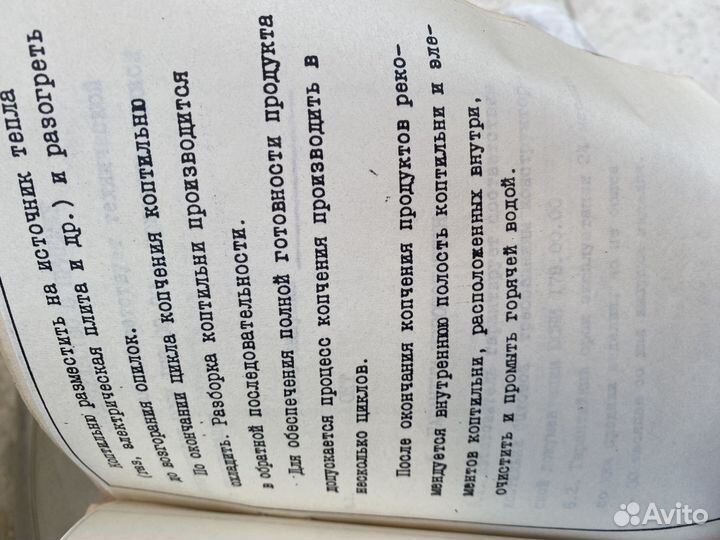 коптильню разместить на источник тепла
(газ, электрическая плита и др.) и разогреть
до возгорания опилок.
По окончании цикла копчения коптильню
охладить. Разборка коптильни производится
в обратной последовательности.
Для обеспечения полной готовности продукта
допускается процесс копчения производить в
несколько циклов.
После окончания копчения продуктов реко-
мендуется внутреннюю полость коптильни и эле-
ментов коптильни, расположенных внутри,
очистить и промыть горячей водой.
Avito